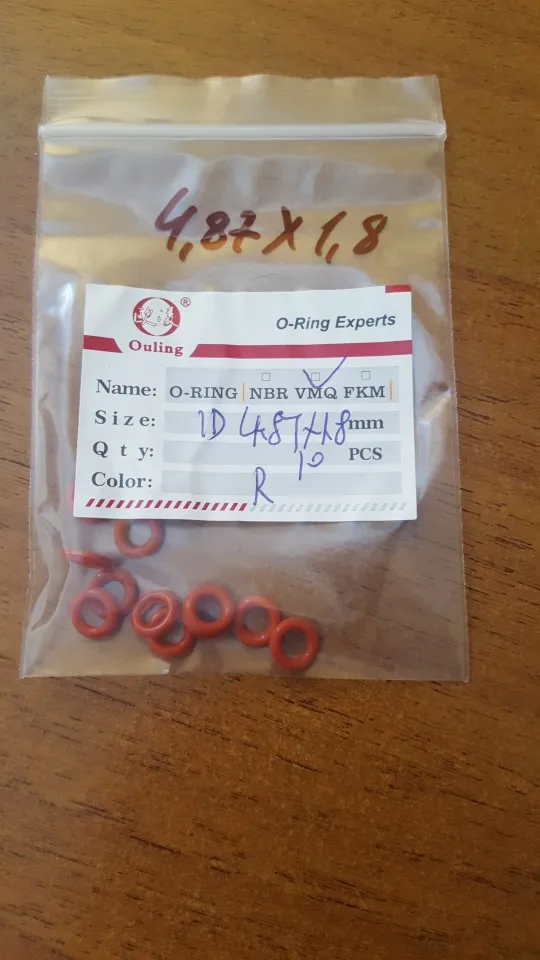 4,87 X 1,8
®
Ouling
O-Ring Experts
Name: O-RING | NBR VMQ FKM |
Size: ID 4.87x1.8 mm
Qty: 10 PCS
Color: R